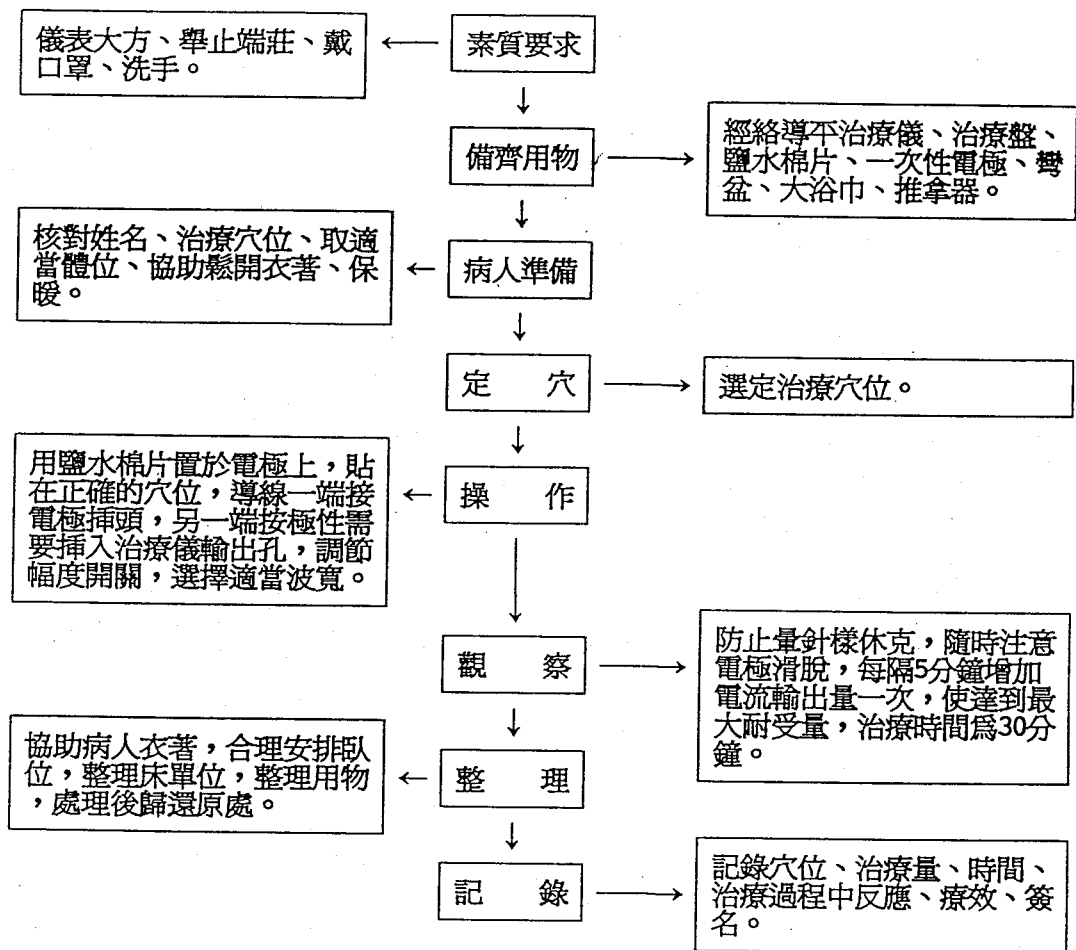 素質要求
儀表大方、舉止端莊、戴
口罩、洗手。
備齊用物
經絡導平治療儀、治療盤、
鹽水棉片、一次性電極、彎
盆、大浴巾、推拿器。
病人準備
核對姓名、治療穴位、取適
當體位、協助鬆開衣著、保
暖。
定 穴
選定治療穴位。
操 作
用鹽水棉片置於電極上，貼
在正確的穴位，導線一端接
電極挿頭，另一端按極性需
要挿入治療儀輸出孔，調節
幅度開關，選擇適當波寬。
觀 察
防止暈針樣休克，隨時注意
電極滑脫，每隔5分鐘增加
電流輸出量一次，使達到最
大耐受量，治療時間爲30分
鐘。
整 理
協助病人衣著，合理安排臥
位，整理床單位，整理用物
，處理後歸還原處。
記 錄
記錄穴位、治療量、時間、
治療過程中反應、療效、簽
名。